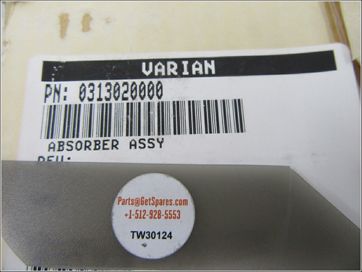 VARIAN
PN: 0313020000
ABSORBER ASSY
REV:
Parts@GetSpares.com
+1-512-928-5553
TW30124